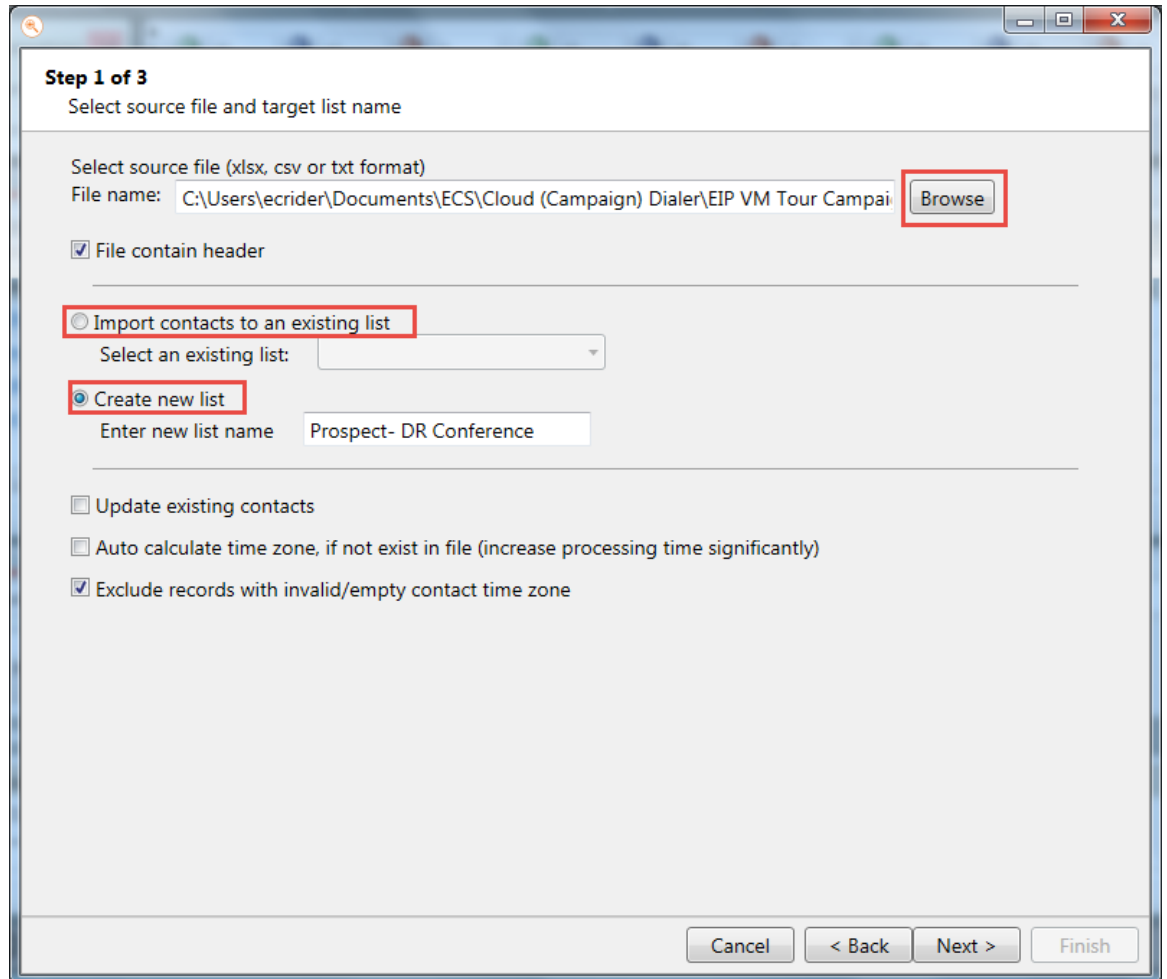 Step 1 of 3
Select source file and target list name
Select source file (xlsx, csv or txt format)
File name: C:\Users\ecrider\Documents\ECS\Cloud (Campaign) Dialer\EIP VM Tour Campai Browse
File contain header
Import contacts to an existing list
Select an existing list:
Create new list
Enter new list name Prospect- DR Conference
Update existing contacts
Auto calculate time zone, if not exist in file (increase processing time significantly)
Exclude records with invalid/empty contact time zone
Cancel < Back Next > Finish